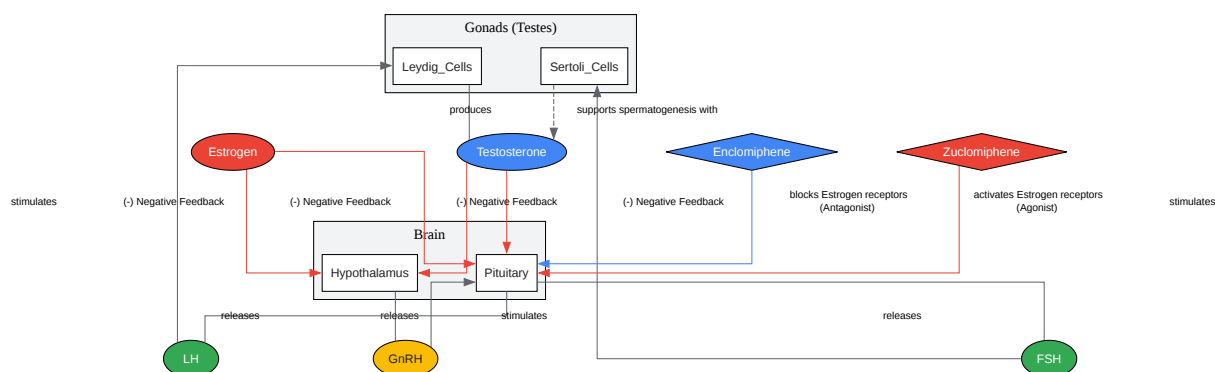 Gonads (Testes)
Leydig_Cells
Sertoli_Cells
produces
supports spermatogenesis with
Estrogen
Testosterone
Enclomiphene
Zuclomiphene
stimulates
(-) Negative Feedback
(-) Negative Feedback
(-) Negative Feedback
(-) Negative Feedback
blocks Estrogen receptors
(Antagonist)
activates Estrogen receptors
(Agonist)
stimulates
Brain
Hypothalamus
Pituitary
releases
releases
stimulates
releases
LH
GnRH
FSH